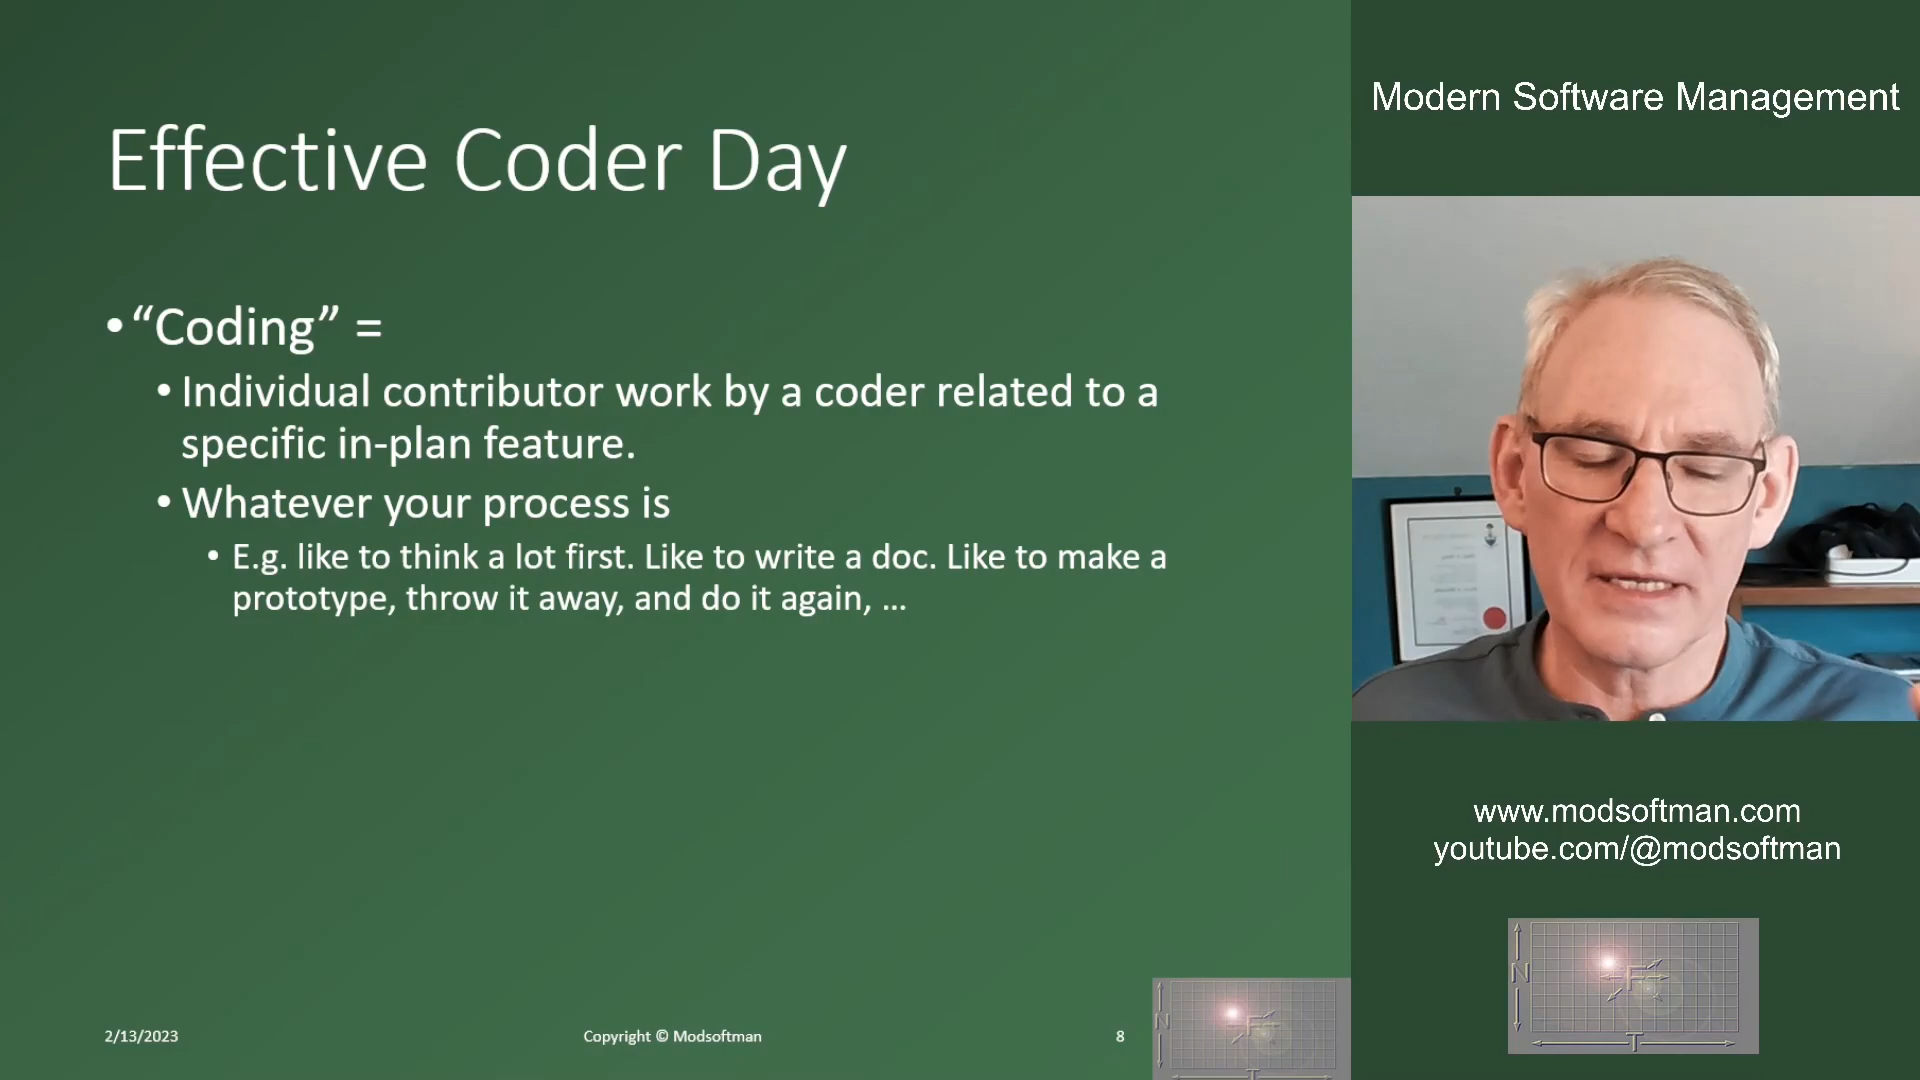 Effective Coder Day
• “Coding” =
• Individual contributor work by a coder related to a
specific in-plan feature.
• Whatever your process is
• E.g. like to think a lot first. Like to write a doc. Like to make a
prototype, throw it away, and do it again, ...
2/13/2023
Copyright © Modsoftman
8
N
F
T
Modern Software Management
www.modsoftman.com
youtube.com/@modsoftman
N
F
T